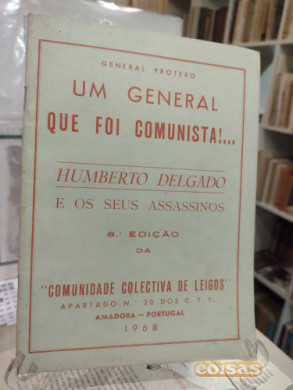 GENERAL PROTERO
UM GENERAL
QUE FOI COMUNISTA!...
HUMBERTO DELGADO
E OS SEUS ASSASSINOS
8.ª EDIÇÃO
DA
"COMUNIDADE COLECTIVA DE LEIGOS"
APARTADO N.º 20 DOS C. T. T.
AMADORA — PORTUGAL
1968
coisas